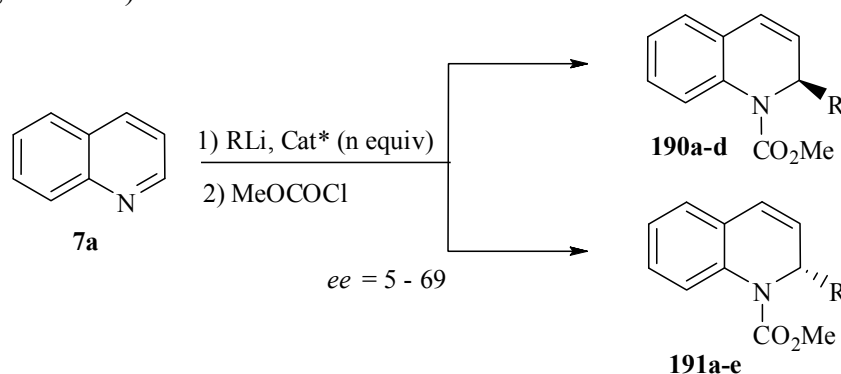 N
R
CO2Me
190a-d
1) RLi, Cat* (n equiv)
2) MeOCOCl
N
7a
ee = 5 - 69
N
R
CO2Me
191a-e